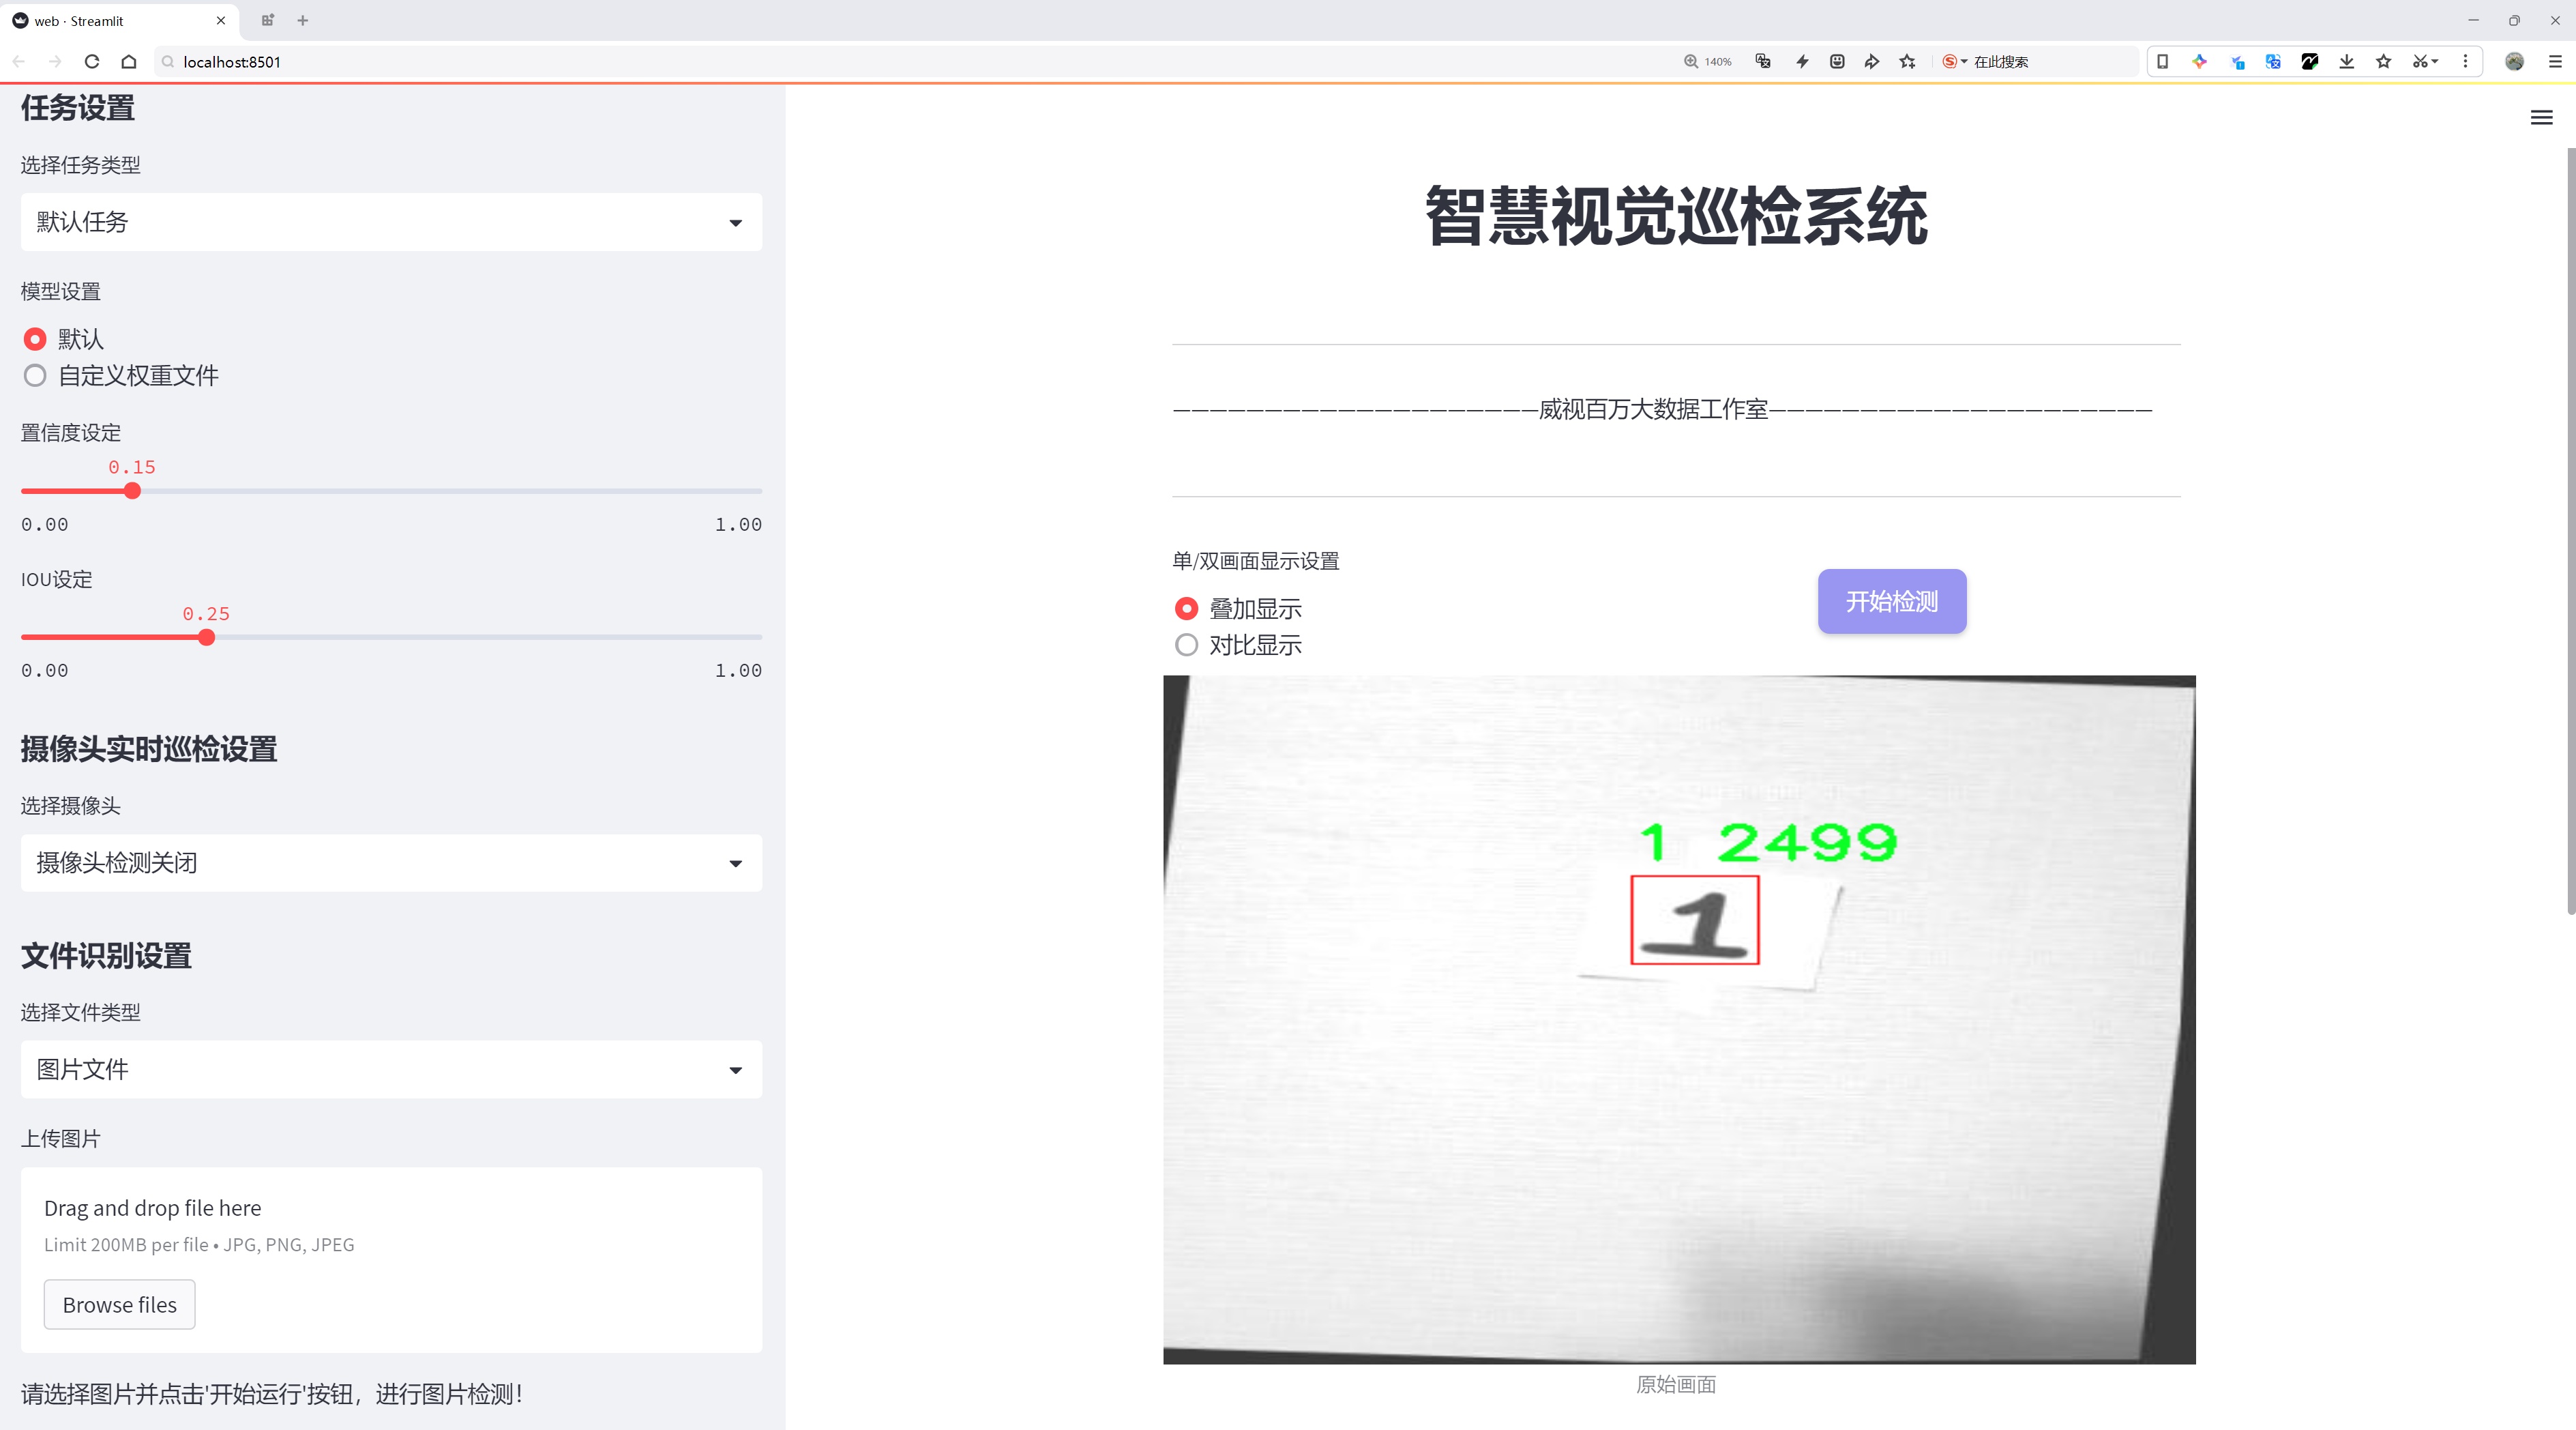 web · Streamlit
localhost:8501
140%
在此搜索
任务设置
选择任务类型
默认任务
模型设置
默认
自定义权重文件
置信度设定
0.15
0.00 1.00
IOU设定
0.25
0.00 1.00
摄像头实时巡检设置
选择摄像头
摄像头检测关闭
文件识别设置
选择文件类型
图片文件
上传图片
Drag and drop file here
Limit 200MB per file • JPG, PNG, JPEG
Browse files
请选择图片并点击'开始运行'按钮，进行图片检测！
智慧视觉巡检系统
————————————————————威视百万大数据工作室—————————————————————
单/双画面显示设置
叠加显示
对比显示
开始检测
1 2499
1
原始画面